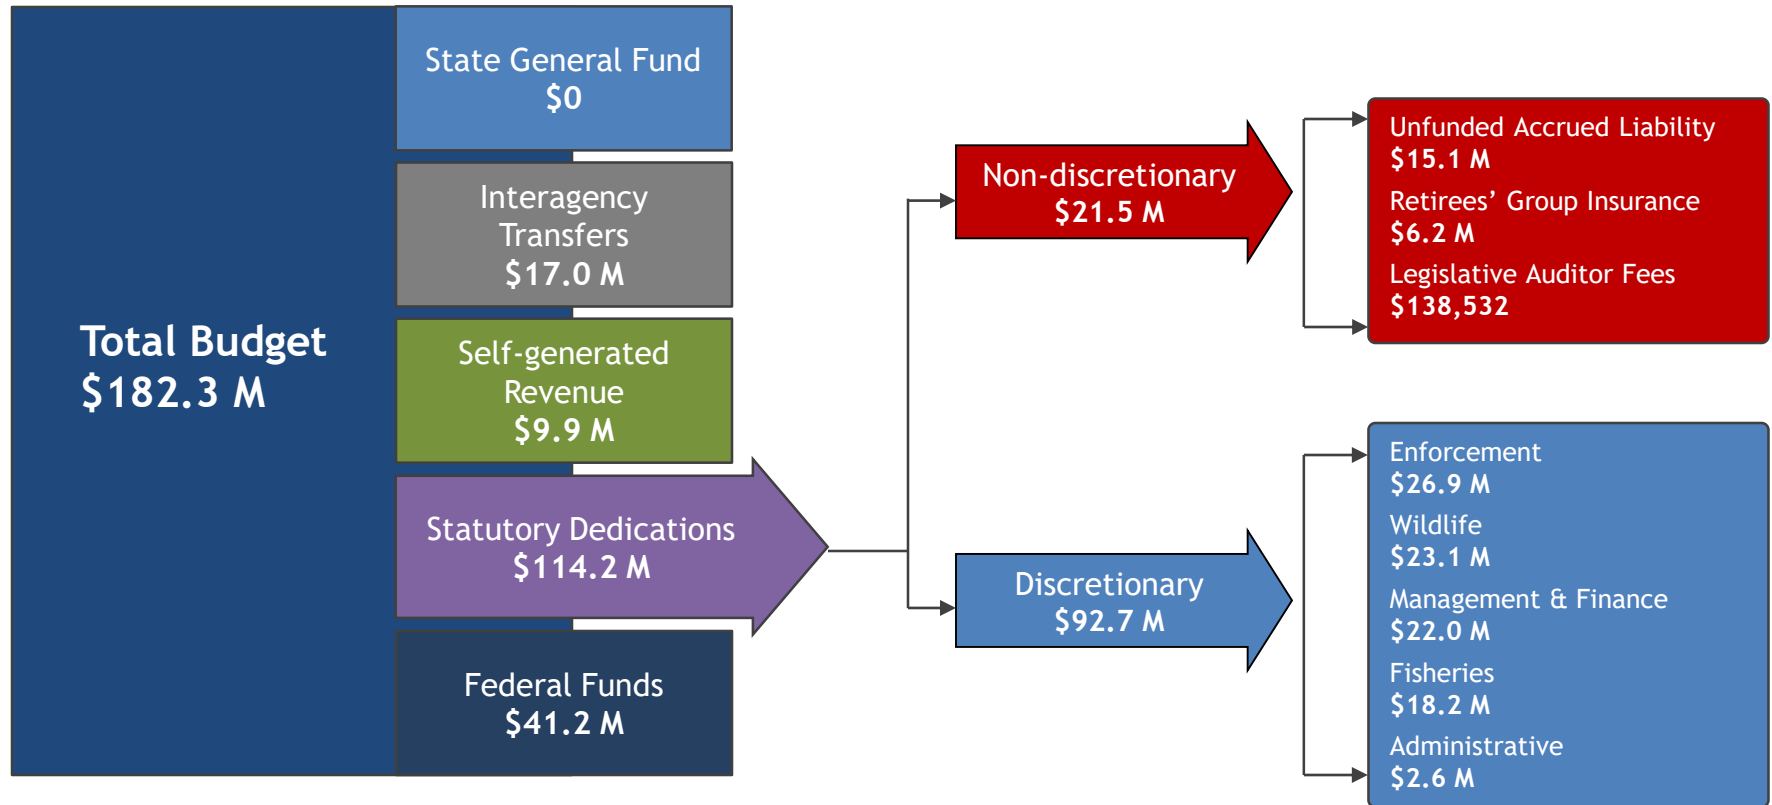 Total Budget
$182.3 M
State General Fund
$0
Interagency
Transfers
$17.0 M
Self-generated
Revenue
$9.9 M
Statutory Dedications
$114.2 M
Federal Funds
$41.2 M
Non-discretionary
$21.5 M
Discretionary
$92.7 M
Unfunded Accrued Liability
$15.1 M
Retirees’ Group Insurance
$6.2 M
Legislative Auditor Fees
$138,532
Enforcement
$26.9 M
Wildlife
$23.1 M
Management & Finance
$22.0 M
Fisheries
$18.2 M
Administrative
$2.6 M